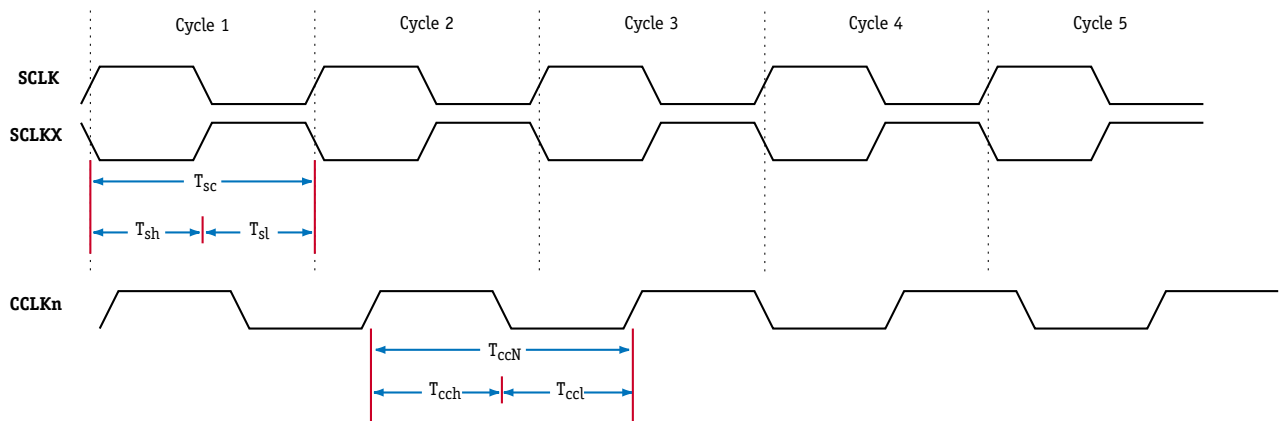 Cycle 1 Cycle 2 Cycle 3 Cycle 4 Cycle 5
SCLK
SCLKX
Tsc
Tsh Tsl
CCLKn
TccN
Tcch Tccl